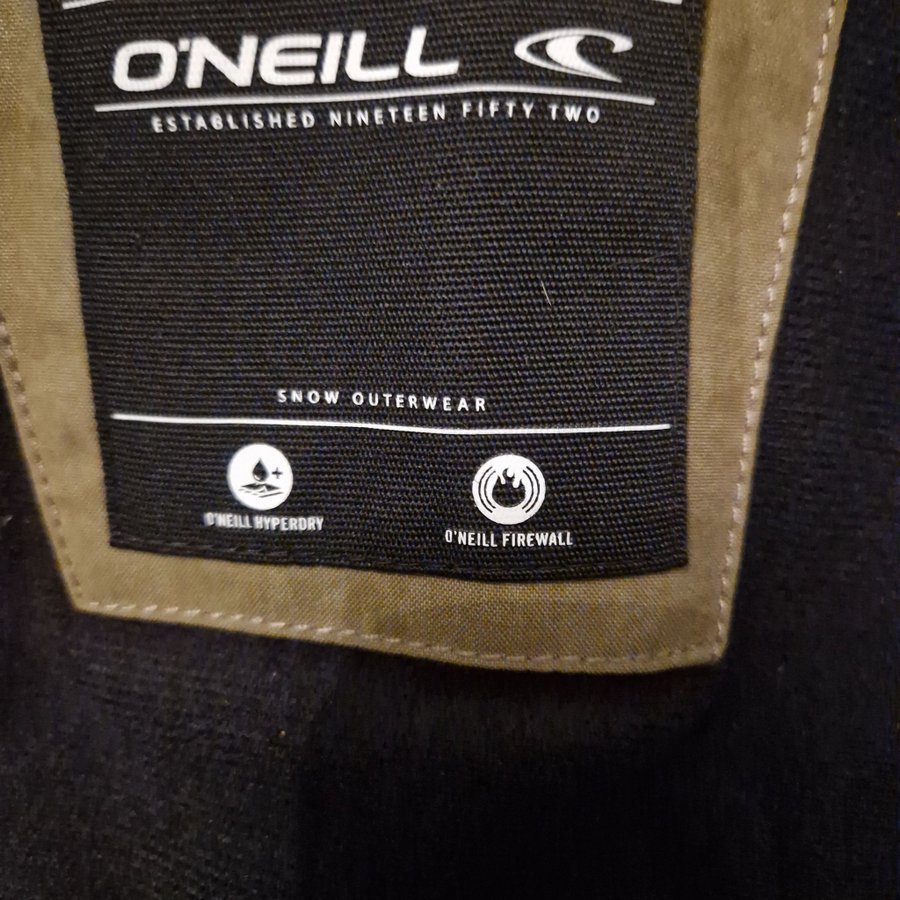 O'NEILL
ESTABLISHED NINETEEN FIFTY TWO
SNOW OUTERWEAR
O'NEILL HYPERDRY
O'NEILL FIREWALL